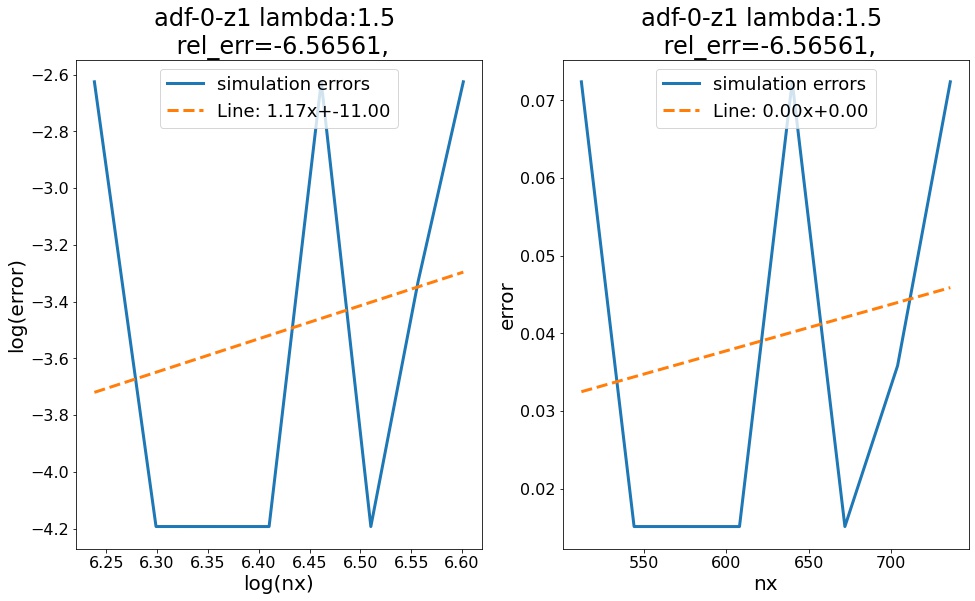 adf-0-z1 lambda:1.5
rel_err=-6.56561,
simulation errors
Line: 1.17x+-11.00
log(error)
−2.6
−2.8
−3.0
−3.2
−3.4
−3.6
−3.8
−4.0
−4.2
6.25 6.30 6.35 6.40 6.45 6.50 6.55 6.60
log(nx)
adf-0-z1 lambda:1.5
rel_err=-6.56561,
simulation errors
Line: 0.00x+0.00
error
0.07
0.06
0.05
0.04
0.03
0.02
550 600 650 700
nx